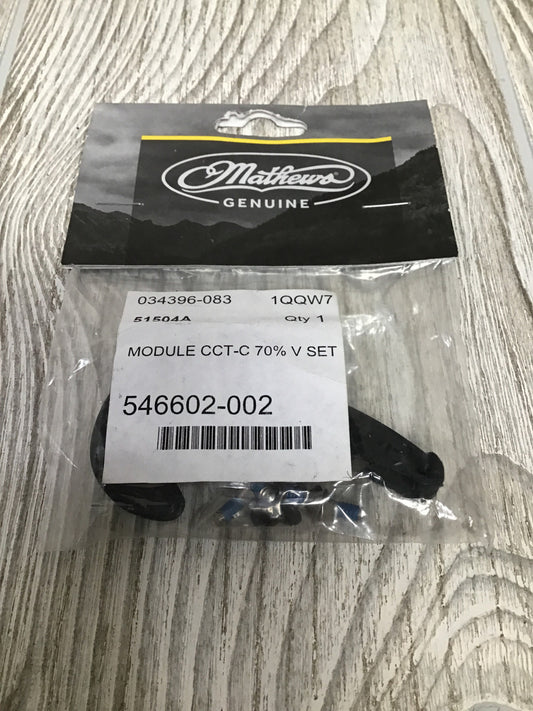 Mathews
GENUINE
034396-083 1QQW7
51504A Qty 1
MODULE CCT-C 70% V SET
546602-002